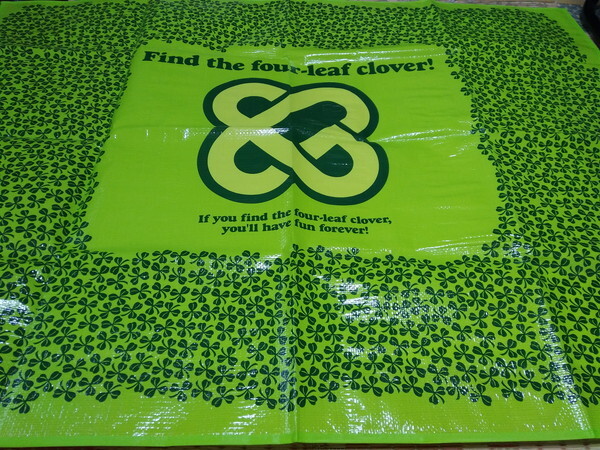 Find the four-leaf clover!
If you find the four-leaf clover,
you'll have fun forever!